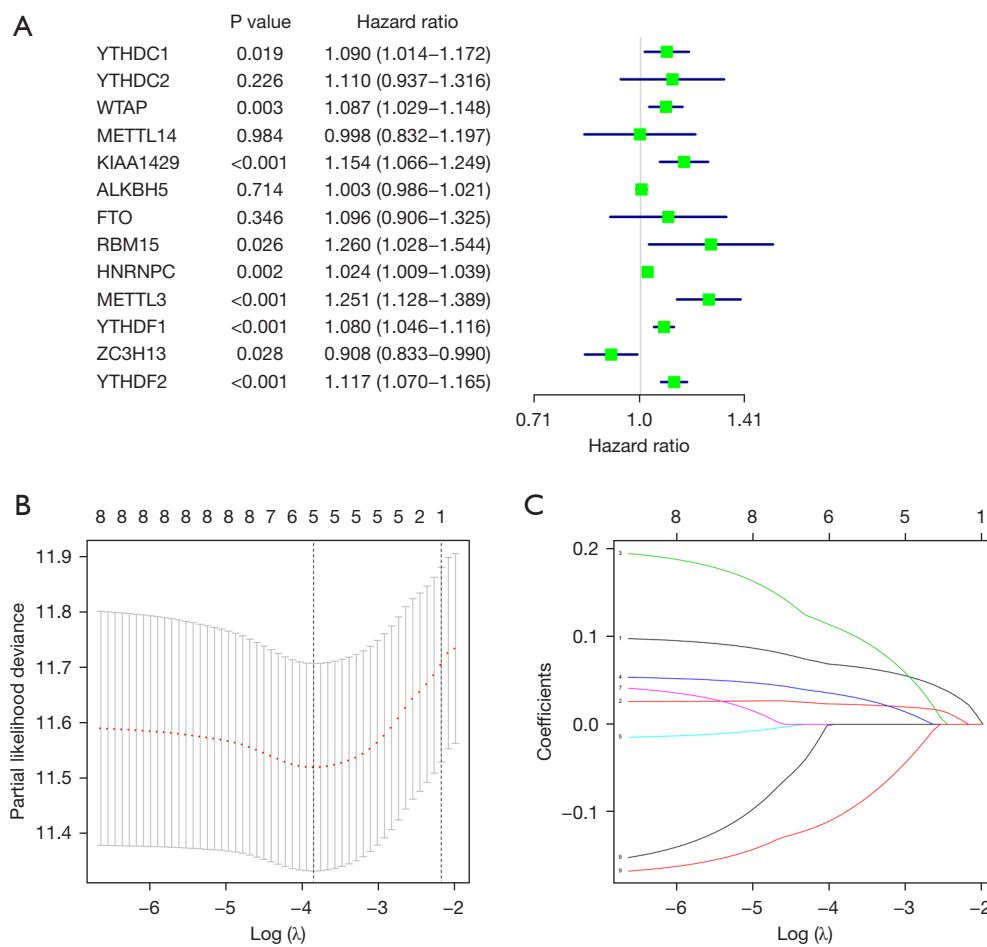 A
P value Hazard ratio
YTHDC1 0.019 1.090 (1.014–1.172)
YTHDC2 0.226 1.110 (0.937–1.316)
WTAP 0.003 1.087 (1.029–1.148)
METTL14 0.984 0.998 (0.832–1.197)
KIAA1429 <0.001 1.154 (1.066–1.249)
ALKBH5 0.714 1.003 (0.986–1.021)
FTO 0.346 1.096 (0.906–1.325)
RBM15 0.026 1.260 (1.028–1.544)
HNRNPC 0.002 1.024 (1.009–1.039)
METTL3 <0.001 1.251 (1.128–1.389)
YTHDF1 <0.001 1.080 (1.046–1.116)
ZC3H13 0.028 0.908 (0.833–0.990)
YTHDF2 <0.001 1.117 (1.070–1.165)
0.71 1.0 1.41
Hazard ratio
B
8 8 8 8 8 8 8 8 7 6 5 5 5 5 5 2 1
11.9
11.8
11.7
11.6
11.5
11.4
Partial likelihood deviance
−6 −5 −4 −3 −2
Log (λ)
C
8 8 6 5 1
0.2
0.1
0.0
−0.1
Coefficients
3
1
4
7
2
5
8
9
−6 −5 −4 −3 −2
Log (λ)